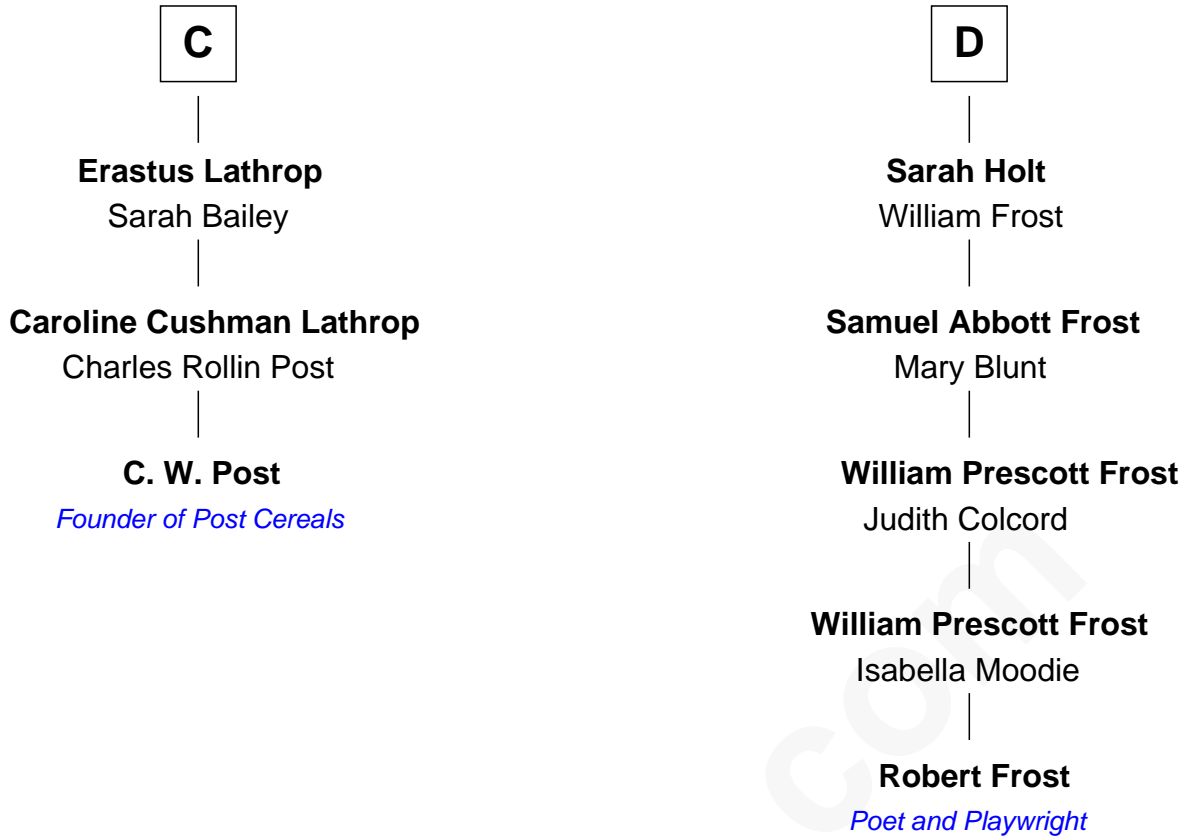 C
Erastus Lathrop
Sarah Bailey
Caroline Cushman Lathrop
Charles Rollin Post
C. W. Post
Founder of Post Cereals
D
Sarah Holt
William Frost
Samuel Abbott Frost
Mary Blunt
William Prescott Frost
Judith Colcord
William Prescott Frost
Isabella Moodie
Robert Frost
Poet and Playwright
com